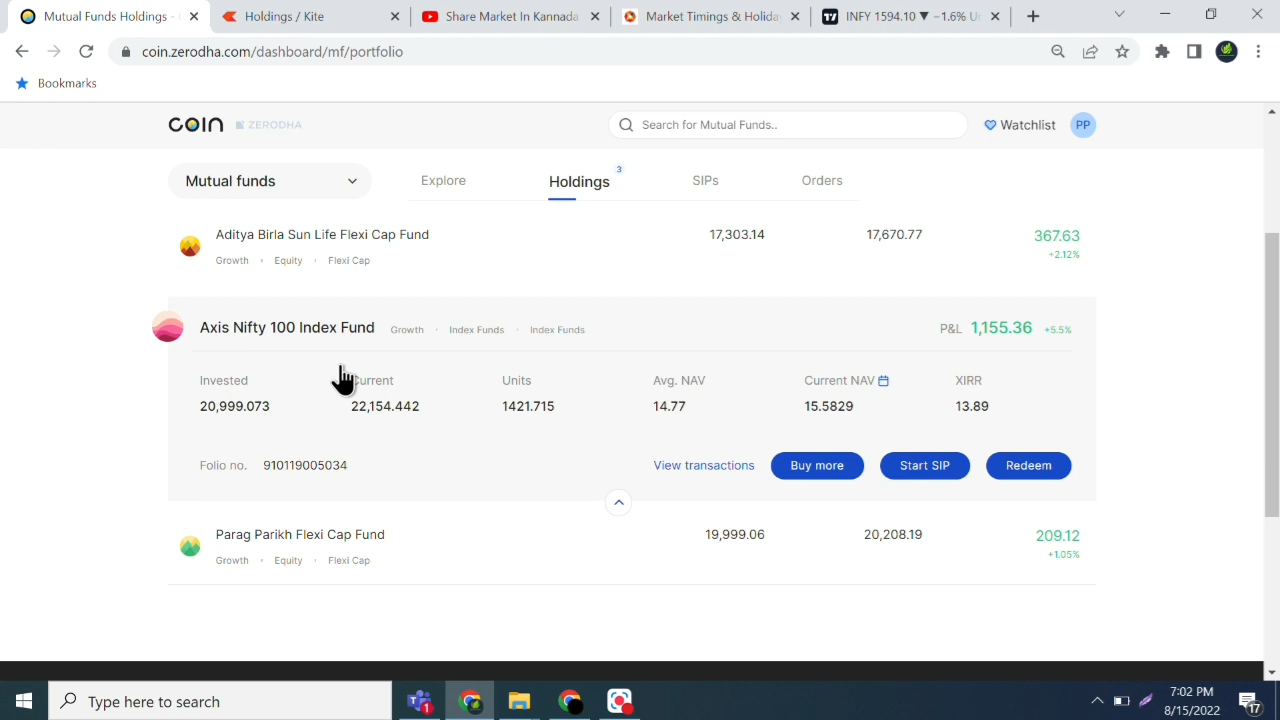 Mutual Funds Holdings -
Holdings / Kite
Share Market In Kannada
Market Timings & Holida
INFY 1594.10 ▼ −1.6% U
coin.zerodha.com/dashboard/mf/portfolio
Bookmarks
COIN ZERODHA
Search for Mutual Funds..
Watchlist
PP
Mutual funds
Explore
Holdings 3
SIPs
Orders
Aditya Birla Sun Life Flexi Cap Fund 17,303.14 17,670.77 367.63
Growth Equity Flexi Cap +2.12%
Axis Nifty 100 Index Fund Growth Index Funds Index Funds P&L 1,155.36 +5.5%
Invested Current Units Avg. NAV Current NAV XIRR
20,999.073 22,154.442 1421.715 14.77 15.5829 13.89
Folio no. 910119005034 View transactions Buy more Start SIP Redeem
Parag Parikh Flexi Cap Fund 19,999.06 20,208.19 209.12
Growth Equity Flexi Cap +1.05%
Type here to search
1
7:02 PM
8/15/2022
17